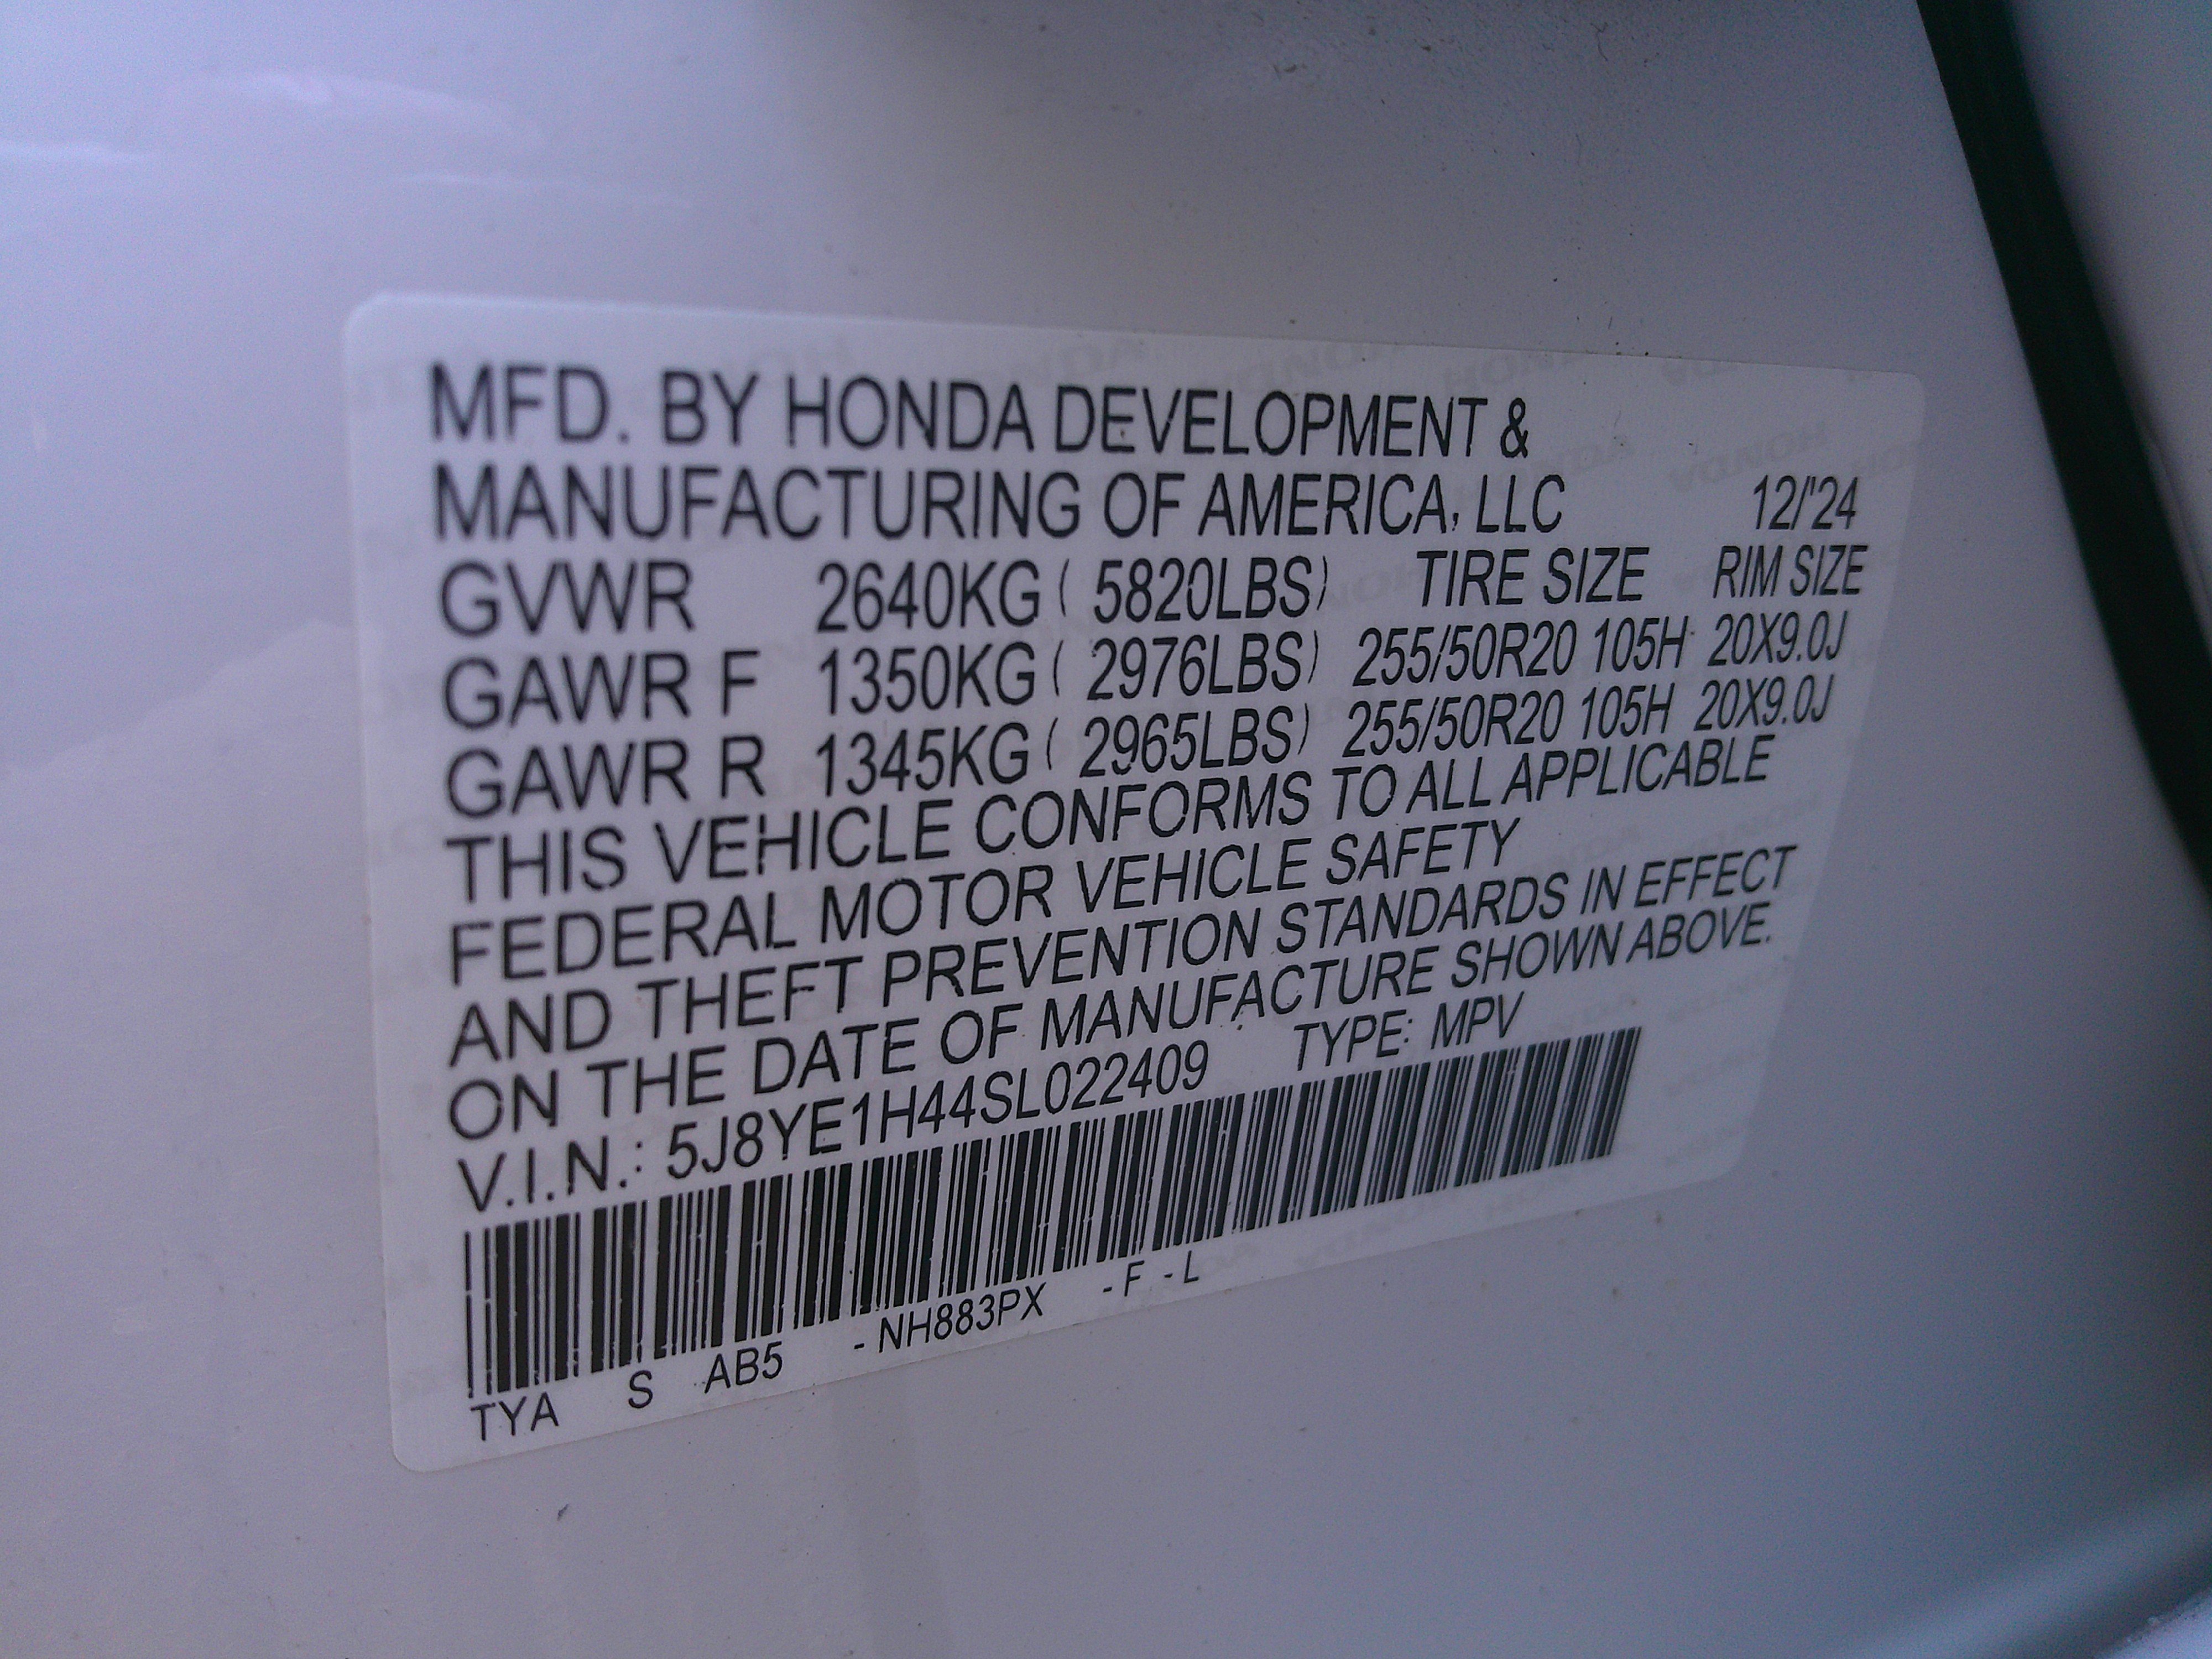 MFD. BY HONDA DEVELOPMENT &
MANUFACTURING OF AMERICA, LLC 12/'24
GVWR 2640KG ( 5820LBS) TIRE SIZE RIM SIZE
GAWR F 1350KG ( 2976LBS) 255/50R20 105H 20X9.0J
GAWR R 1345KG ( 2965LBS) 255/50R20 105H 20X9.0J
THIS VEHICLE CONFORMS TO ALL APPLICABLE
FEDERAL MOTOR VEHICLE SAFETY
AND THEFT PREVENTION STANDARDS IN EFFECT
ON THE DATE OF MANUFACTURE SHOWN ABOVE.
V.I.N.: 5J8YE1H44SL022409 TYPE: MPV
TYA S AB5 - NH883PX - F - L